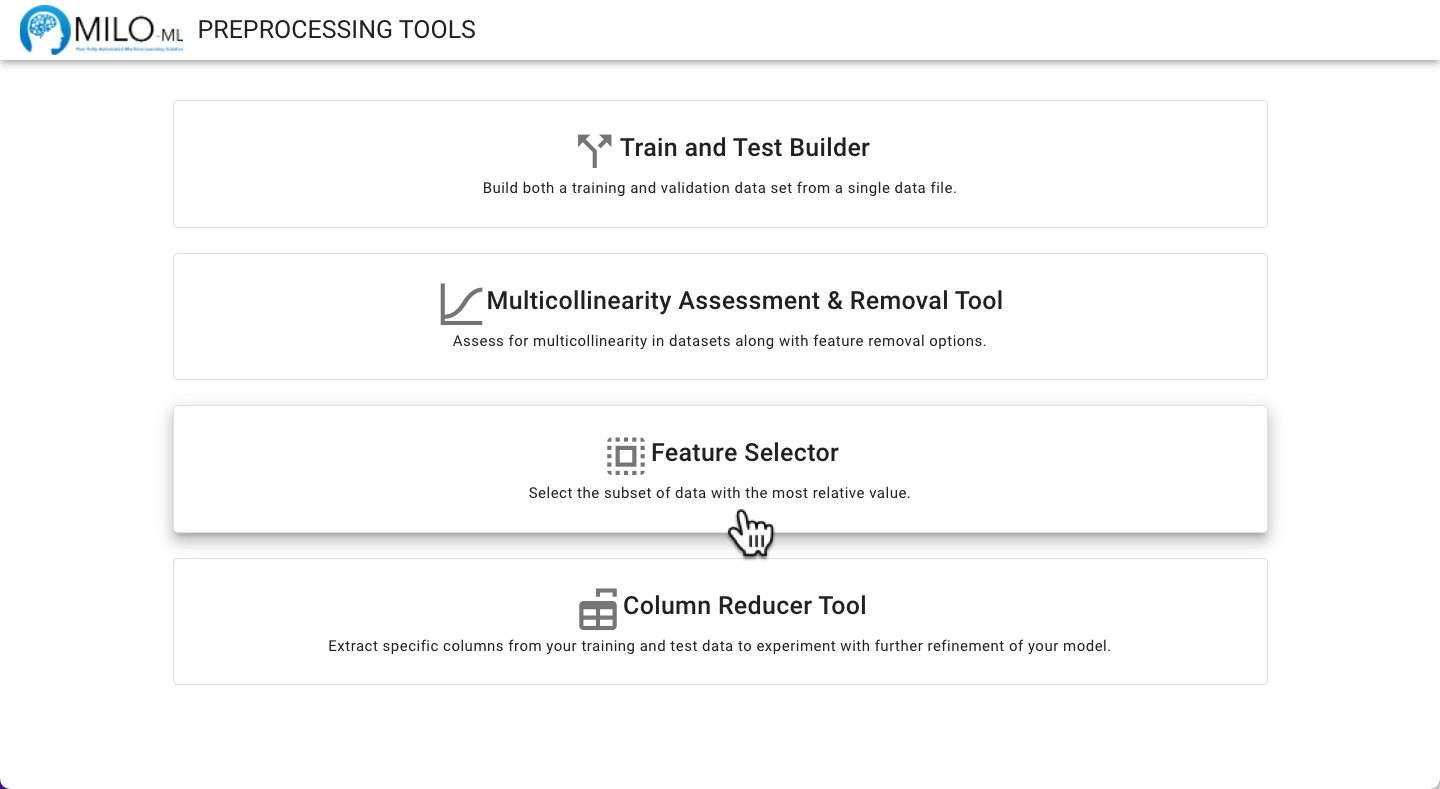 MILO-ML PREPROCESSING TOOLS
Your Fully Automated Machine Learning Solution
Train and Test Builder
Build both a training and validation data set from a single data file.
Multicollinearity Assessment & Removal Tool
Assess for multicollinearity in datasets along with feature removal options.
Feature Selector
Select the subset of data with the most relative value.
Column Reducer Tool
Extract specific columns from your training and test data to experiment with further refinement of your model.